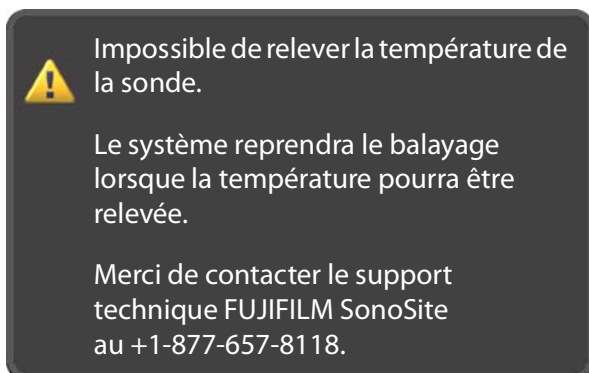 Impossible de relever la température de
la sonde.
Le système reprendra le balayage
lorsque la température pourra être
relevée.
Merci de contacter le support
technique FUJIFILM SonoSite
au +1-877-657-8118.